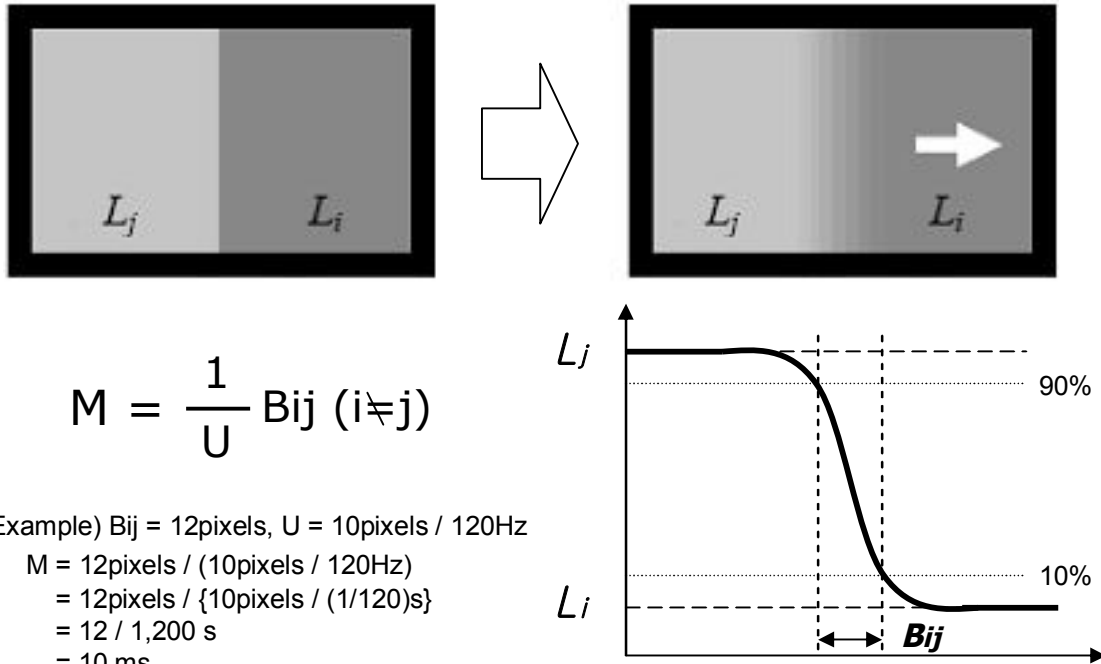 Lj Li
Lj Li
M = 1/U Bij (i≒j)
Example) Bij = 12pixels, U = 10pixels / 120Hz
M = 12pixels / (10pixels / 120Hz)
= 12pixels / {10pixels / (1/120)s}
= 12 / 1,200 s
= 10 ms
Lj
90%
10%
Li
Bij